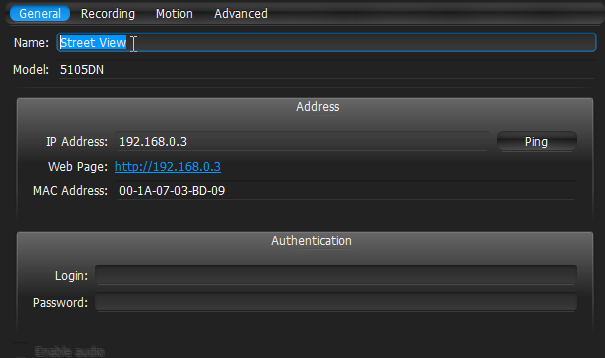 General Recording Motion Advanced
Name: Street View
Model: 5105DN
Address
IP Address: 192.168.0.3 Ping
Web Page: http://192.168.0.3
MAC Address: 00-1A-07-03-BD-09
Authentication
Login:
Password:
Enable audio